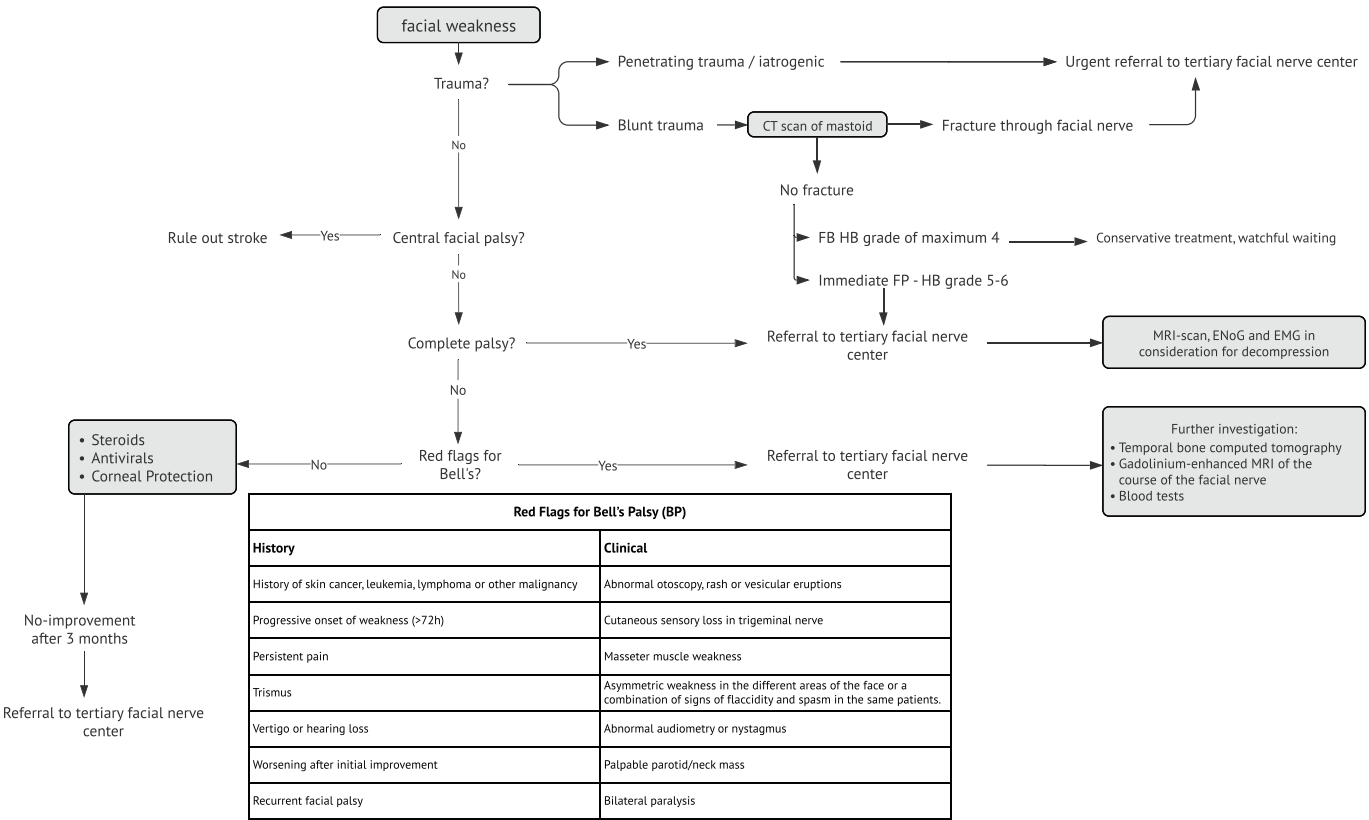 facial weakness
Trauma?
Penetrating trauma / iatrogenic
Urgent referral to tertiary facial nerve center
Blunt trauma
CT scan of mastoid
Fracture through facial nerve
No
No fracture
Rule out stroke
Yes
Central facial palsy?
FB HB grade of maximum 4
Conservative treatment, watchful waiting
No
Immediate FP - HB grade 5-6
Complete palsy?
Yes
Referral to tertiary facial nerve
center
MRI-scan, ENoG and EMG in
consideration for decompression
No
• Steroids
• Antivirals
• Corneal Protection
No
Red flags for
Bell's?
Yes
Referral to tertiary facial nerve
center
Further investigation:
• Temporal bone computed tomography
• Gadolinium-enhanced MRI of the
course of the facial nerve
• Blood tests
No-improvement
after 3 months
Referral to tertiary facial nerve
center
Red Flags for Bell's Palsy (BP)
History
Clinical
History of skin cancer, leukemia, lymphoma or other malignancy
Abnormal otoscopy, rash or vesicular eruptions
Progressive onset of weakness (>72h)
Cutaneous sensory loss in trigeminal nerve
Persistent pain
Masseter muscle weakness
Trismus
Asymmetric weakness in the different areas of the face or a
combination of signs of flaccidity and spasm in the same patients.
Vertigo or hearing loss
Abnormal audiometry or nystagmus
Worsening after initial improvement
Palpable parotid/neck mass
Recurrent facial palsy
Bilateral paralysis